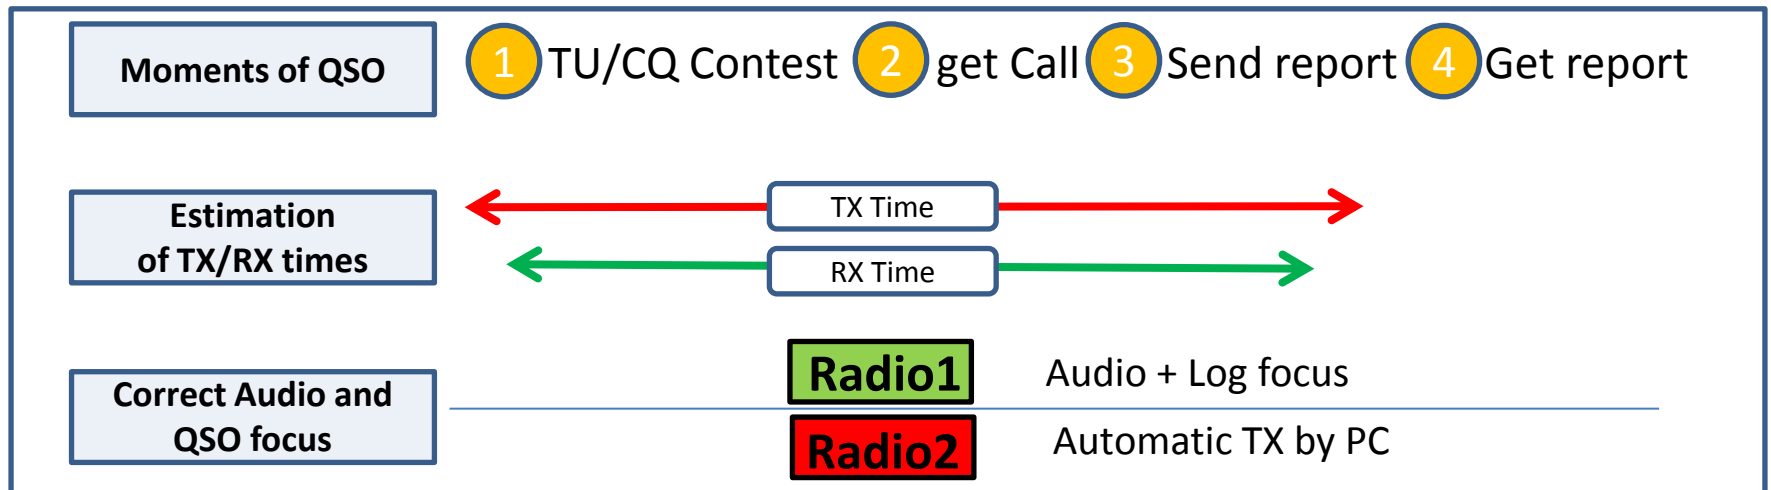 Moments of QSO
1 TU/CQ Contest 2 get Call 3 Send report 4 Get report
Estimation
of TX/RX times
TX Time
RX Time
Correct Audio and
QSO focus
Radio1 Audio + Log focus
Radio2 Automatic TX by PC